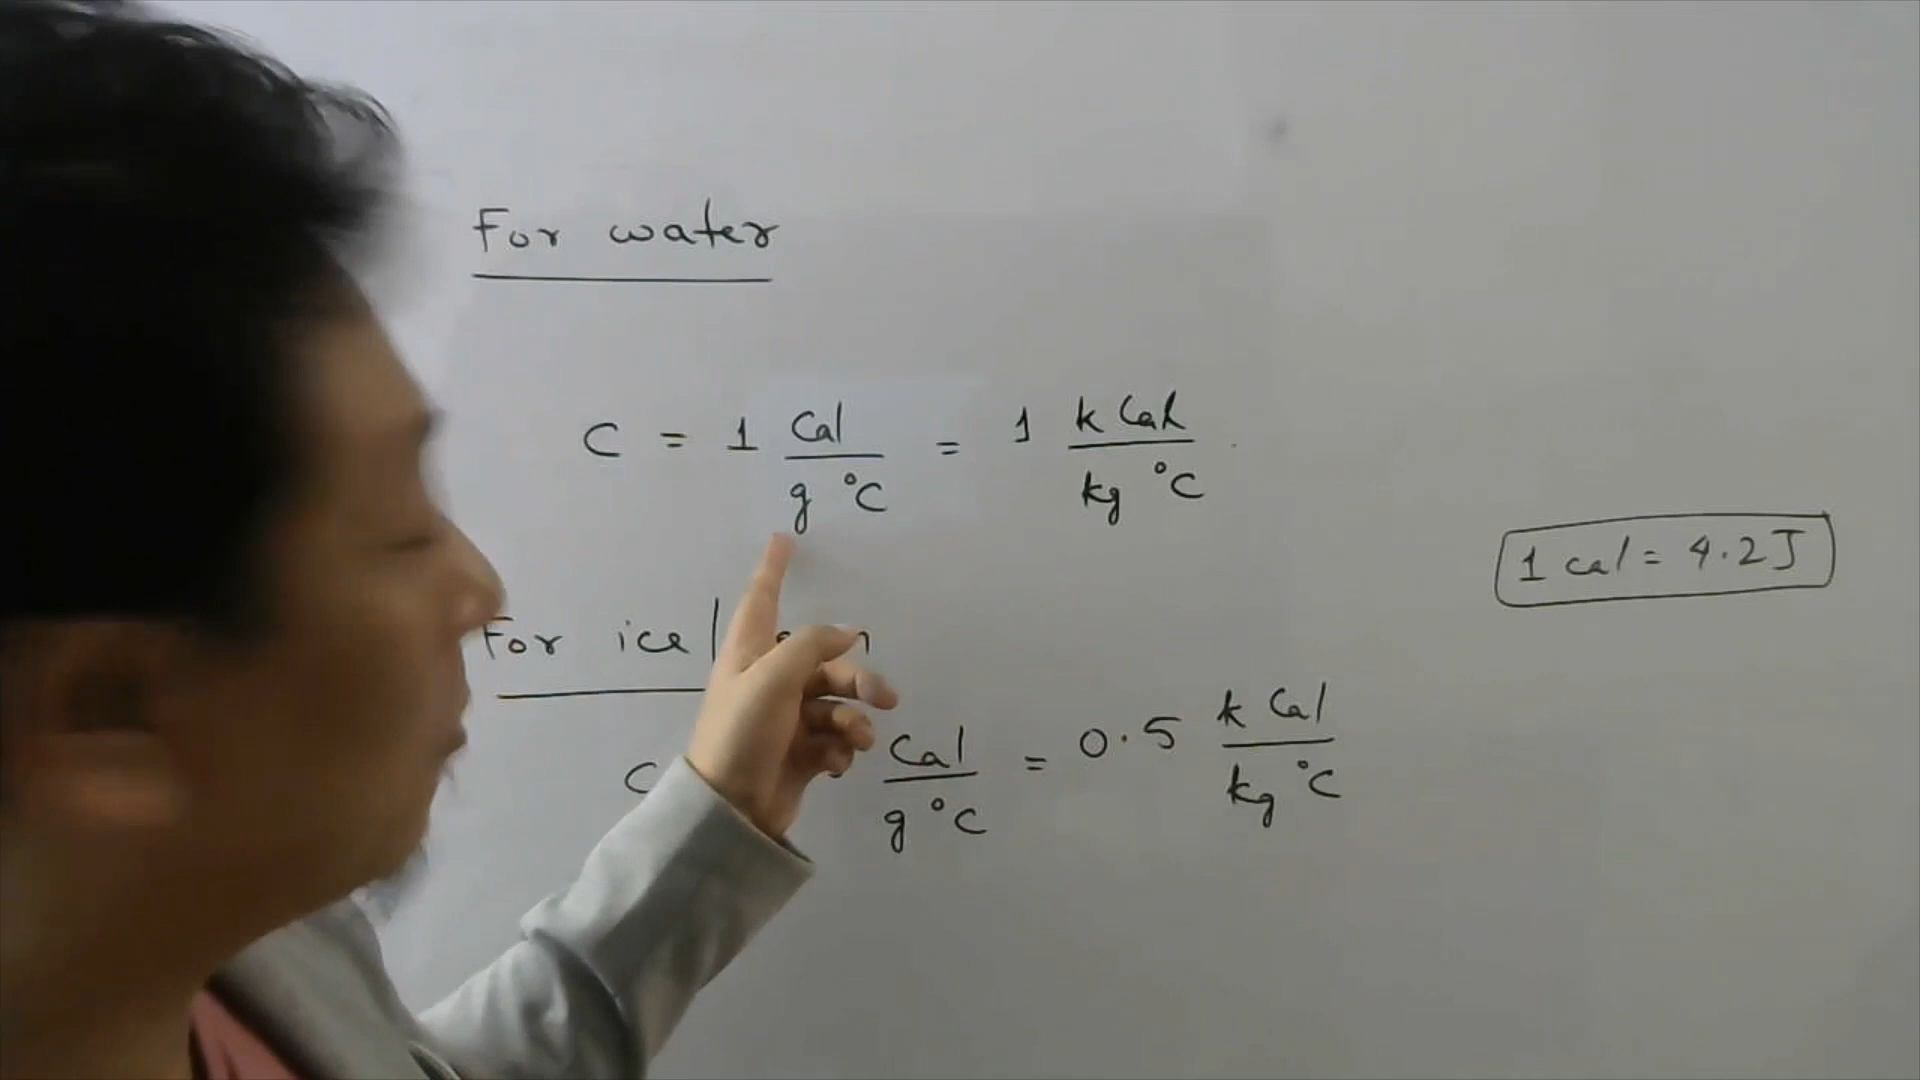 For water
C = 1 Cal / g °C = 1 k Cal / kg °C
1 cal = 4.2 J
For ice /
C Cal / g °C = 0.5 k Cal / kg °C